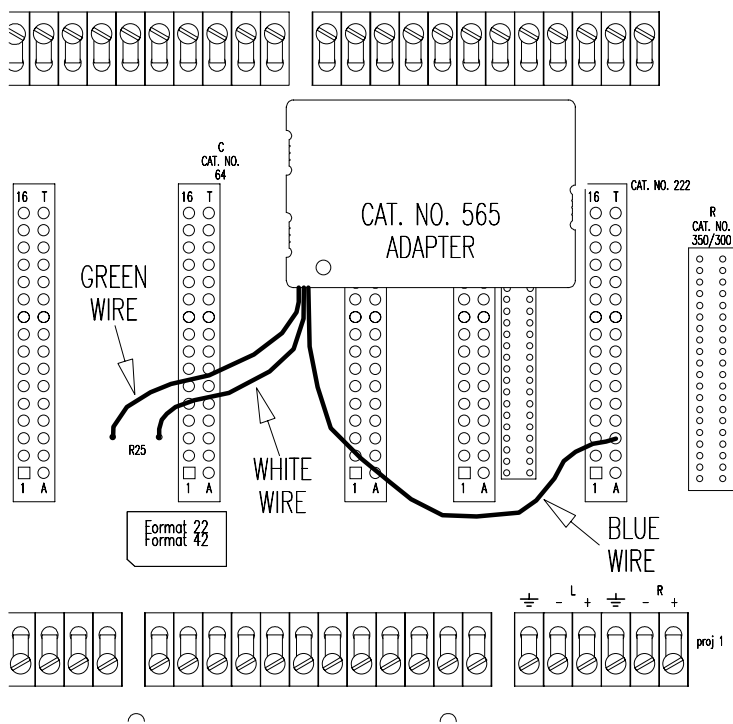 C
CAT. NO.
64
16 T
16 T
CAT. NO. 565
ADAPTER
16 T
CAT. NO. 222
R
CAT. NO.
350/300
GREEN
WIRE
R25
WHITE
WIRE
1 A
1 A
1 A
1 A
1 A
Format 22
Format 42
BLUE
WIRE
L R
- + - +
proj 1